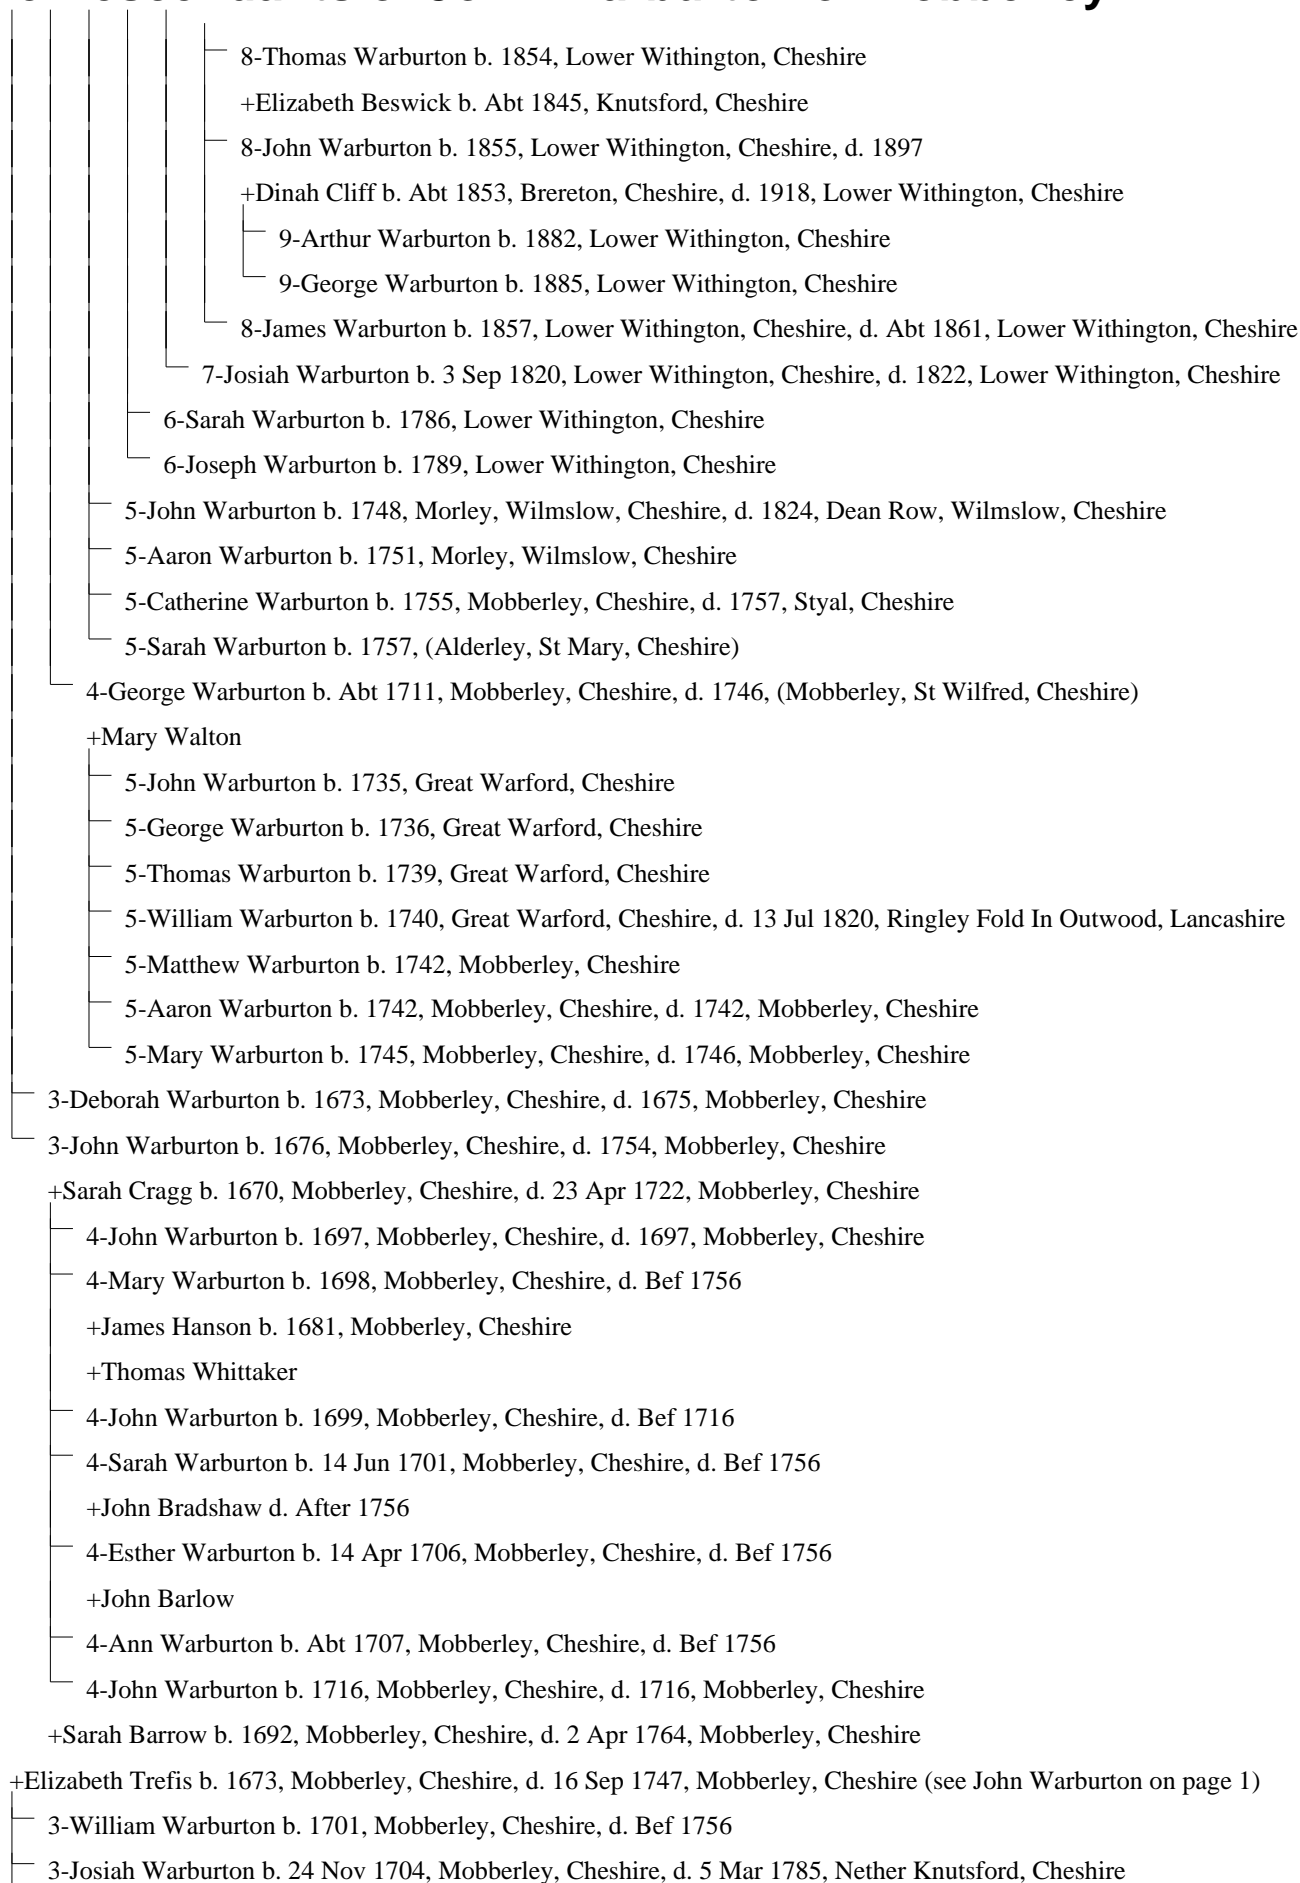 8-Thomas Warburton b. 1854, Lower Withington, Cheshire
+Elizabeth Beswick b. Abt 1845, Knutsford, Cheshire
8-John Warburton b. 1855, Lower Withington, Cheshire, d. 1897
+Dinah Cliff b. Abt 1853, Brereton, Cheshire, d. 1918, Lower Withington, Cheshire
9-Arthur Warburton b. 1882, Lower Withington, Cheshire
9-George Warburton b. 1885, Lower Withington, Cheshire
8-James Warburton b. 1857, Lower Withington, Cheshire, d. Abt 1861, Lower Withington, Cheshire
7-Josiah Warburton b. 3 Sep 1820, Lower Withington, Cheshire, d. 1822, Lower Withington, Cheshire
6-Sarah Warburton b. 1786, Lower Withington, Cheshire
6-Joseph Warburton b. 1789, Lower Withington, Cheshire
5-John Warburton b. 1748, Morley, Wilmslow, Cheshire, d. 1824, Dean Row, Wilmslow, Cheshire
5-Aaron Warburton b. 1751, Morley, Wilmslow, Cheshire
5-Catherine Warburton b. 1755, Mobberley, Cheshire, d. 1757, Styal, Cheshire
5-Sarah Warburton b. 1757, (Alderley, St Mary, Cheshire)
4-George Warburton b. Abt 1711, Mobberley, Cheshire, d. 1746, (Mobberley, St Wilfred, Cheshire)
+Mary Walton
5-John Warburton b. 1735, Great Warford, Cheshire
5-George Warburton b. 1736, Great Warford, Cheshire
5-Thomas Warburton b. 1739, Great Warford, Cheshire
5-William Warburton b. 1740, Great Warford, Cheshire, d. 13 Jul 1820, Ringley Fold In Outwood, Lancashire
5-Matthew Warburton b. 1742, Mobberley, Cheshire
5-Aaron Warburton b. 1742, Mobberley, Cheshire, d. 1742, Mobberley, Cheshire
5-Mary Warburton b. 1745, Mobberley, Cheshire, d. 1746, Mobberley, Cheshire
3-Deborah Warburton b. 1673, Mobberley, Cheshire, d. 1675, Mobberley, Cheshire
3-John Warburton b. 1676, Mobberley, Cheshire, d. 1754, Mobberley, Cheshire
+Sarah Cragg b. 1670, Mobberley, Cheshire, d. 23 Apr 1722, Mobberley, Cheshire
4-John Warburton b. 1697, Mobberley, Cheshire, d. 1697, Mobberley, Cheshire
4-Mary Warburton b. 1698, Mobberley, Cheshire, d. Bef 1756
+James Hanson b. 1681, Mobberley, Cheshire
+Thomas Whittaker
4-John Warburton b. 1699, Mobberley, Cheshire, d. Bef 1716
4-Sarah Warburton b. 14 Jun 1701, Mobberley, Cheshire, d. Bef 1756
+John Bradshaw d. After 1756
4-Esther Warburton b. 14 Apr 1706, Mobberley, Cheshire, d. Bef 1756
+John Barlow
4-Ann Warburton b. Abt 1707, Mobberley, Cheshire, d. Bef 1756
4-John Warburton b. 1716, Mobberley, Cheshire, d. 1716, Mobberley, Cheshire
+Sarah Barrow b. 1692, Mobberley, Cheshire, d. 2 Apr 1764, Mobberley, Cheshire
+Elizabeth Trefis b. 1673, Mobberley, Cheshire, d. 16 Sep 1747, Mobberley, Cheshire (see John Warburton on page 1)
3-William Warburton b. 1701, Mobberley, Cheshire, d. Bef 1756
3-Josiah Warburton b. 24 Nov 1704, Mobberley, Cheshire, d. 5 Mar 1785, Nether Knutsford, Cheshire